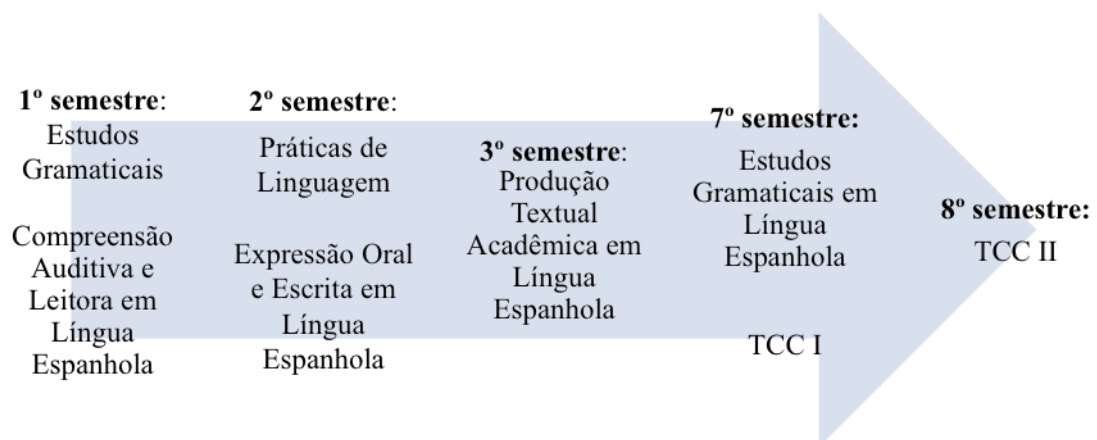 1º semestre:
Estudos
Gramaticais
Compreensão
Auditiva e
Leitora em
Língua
Espanhola
2º semestre:
Práticas de
Linguagem
Expressão Oral
e Escrita em
Língua
Espanhola
3º semestre:
Produção
Textual
Acadêmica em
Língua
Espanhola
7º semestre:
Estudos
Gramaticais em
Língua
Espanhola
TCC I
8º semestre:
TCC II